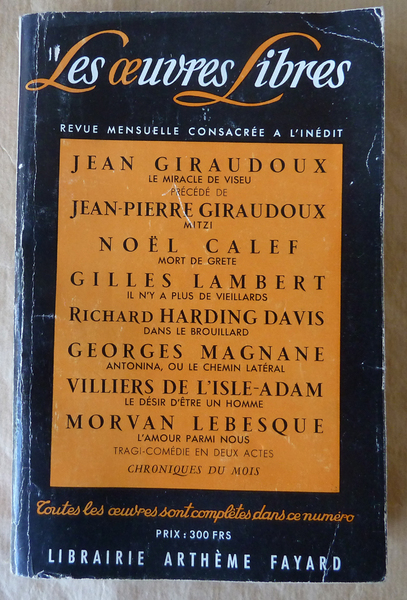 Les œuvres Libres
REVUE MENSUELLE CONSACRÉE A L'INÉDIT
JEAN GIRAUDOUX
LE MIRACLE DE VISEU
PRÉCÉDÉ DE
JEAN-PIERRE GIRAUDOUX
MITZI
NOËL CALEF
MORT DE GRETE
GILLES LAMBERT
IL N'Y A PLUS DE VIEILLARDS
RICHARD HARDING DAVIS
DANS LE BROUILLARD
GEORGES MAGNANE
ANTONINA, OU LE CHEMIN LATÉRAL
VILLIERS DE L'ISLE-ADAM
LE DÉSIR D'ÊTRE UN HOMME
MORVAN LEBESQUE
L'AMOUR PARMI NOUS
TRAGI-COMÉDIE EN DEUX ACTES
CHRONIQUES DU MOIS
Toutes les œuvres sont complètes dans ce numéro
PRIX : 300 FRS
LIBRAIRIE ARTHÈME FAYARD